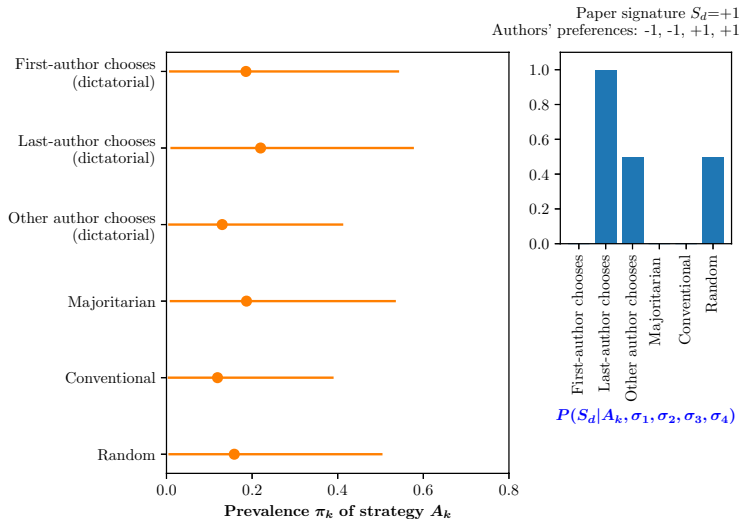 Paper signature S_d=+1
Authors' preferences: -1, -1, +1, +1
First-author chooses
(dictatorial)
Last-author chooses
(dictatorial)
Other author chooses
(dictatorial)
Majoritarian
Conventional
Random
0.0 0.2 0.4 0.6 0.8
Prevalence π_k of strategy A_k
1.0
0.8
0.6
0.4
0.2
0.0
First-author chooses
Last-author chooses
Other author chooses
Majoritarian
Conventional
Random
P(S_d|A_k, σ_1, σ_2, σ_3, σ_4)